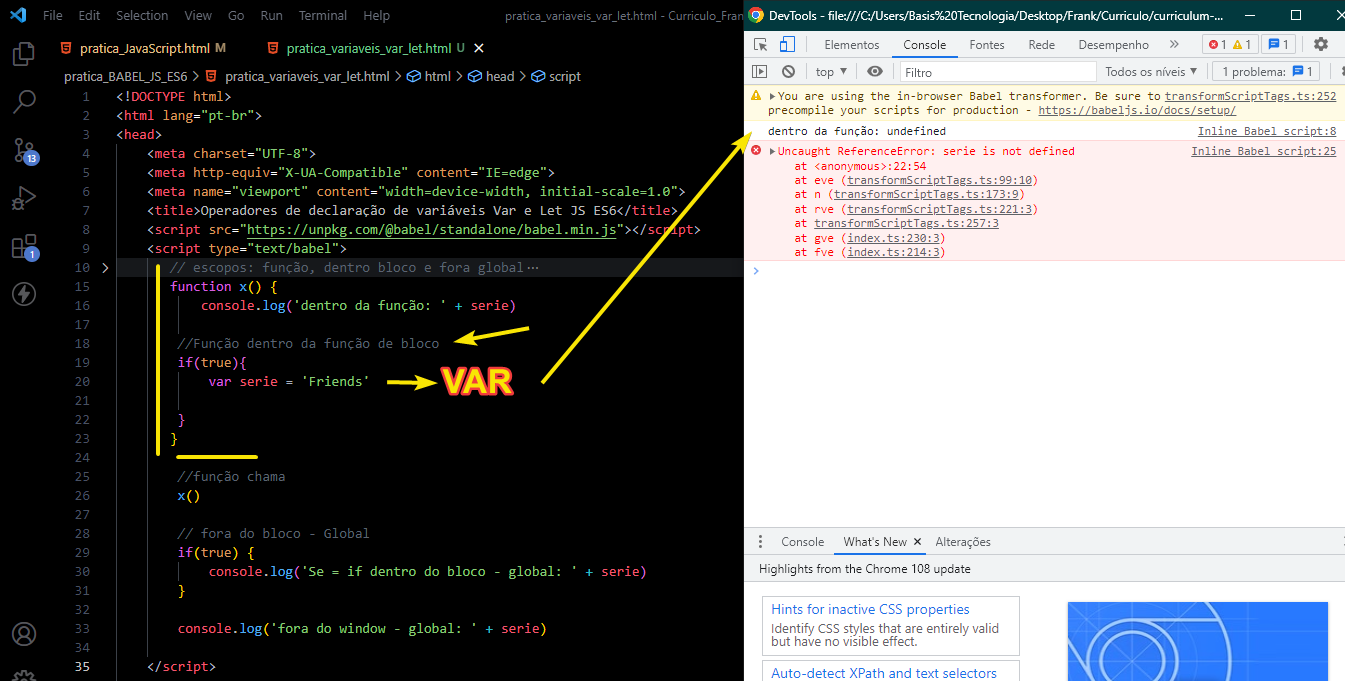 File Edit Selection View Go Run Terminal Help pratica_variaveis_var_let.html - Curriculo_Fran
pratica_JavaScript.html M pratica_variaveis_var_let.html U
pratica_BABEL_JS_ES6 > pratica_variaveis_var_let.html > html > head > script
1 <!DOCTYPE html>
2 <html lang="pt-br">
3 <head>
4 <meta charset="UTF-8">
5 <meta http-equiv="X-UA-Compatible" content="IE=edge">
6 <meta name="viewport" content="width=device-width, initial-scale=1.0">
7 <title>Operadores de declaração de variáveis Var e Let JS ES6</title>
8 <script src="https://unpkg.com/@babel/standalone/babel.min.js"></script>
9 <script type="text/babel">
10 // escopos: função, dentro bloco e fora global ...
15 function x() {
16 console.log('dentro da função: ' + serie)
17
18 //Função dentro da função de bloco
19 if(true){
20 var serie = 'Friends' VAR
21
22 }
23 }
24
25 //função chama
26 x()
27
28 // fora do bloco - Global
29 if(true) {
30 console.log('Se = if dentro do bloco - global: ' + serie)
31 }
32
33 console.log('fora do window - global: ' + serie)
34
35 </script>
13
1
DevTools - file:///C:/Users/Basis%20Tecnologia/Desktop/Frank/Curriculo/curriculum-...
Elementos Console Fontes Rede Desempenho » 1 1 1
top Filtro Todos os níveis 1 problema: 1
You are using the in-browser Babel transformer. Be sure to transformScriptTags.ts:252
precompile your scripts for production - https://babeljs.io/docs/setup/
dentro da função: undefined Inline Babel script:8
Uncaught ReferenceError: serie is not defined Inline Babel script:25
at <anonymous>:22:54
at eve (transformScriptTags.ts:99:10)
at n (transformScriptTags.ts:173:9)
at rve (transformScriptTags.ts:221:3)
at transformScriptTags.ts:257:3
at gve (index.ts:230:3)
at fve (index.ts:214:3)
Console What's New Alterações
Highlights from the Chrome 108 update
Hints for inactive CSS properties
Identify CSS styles that are entirely valid
but have no visible effect.
Auto-detect XPath and text selectors